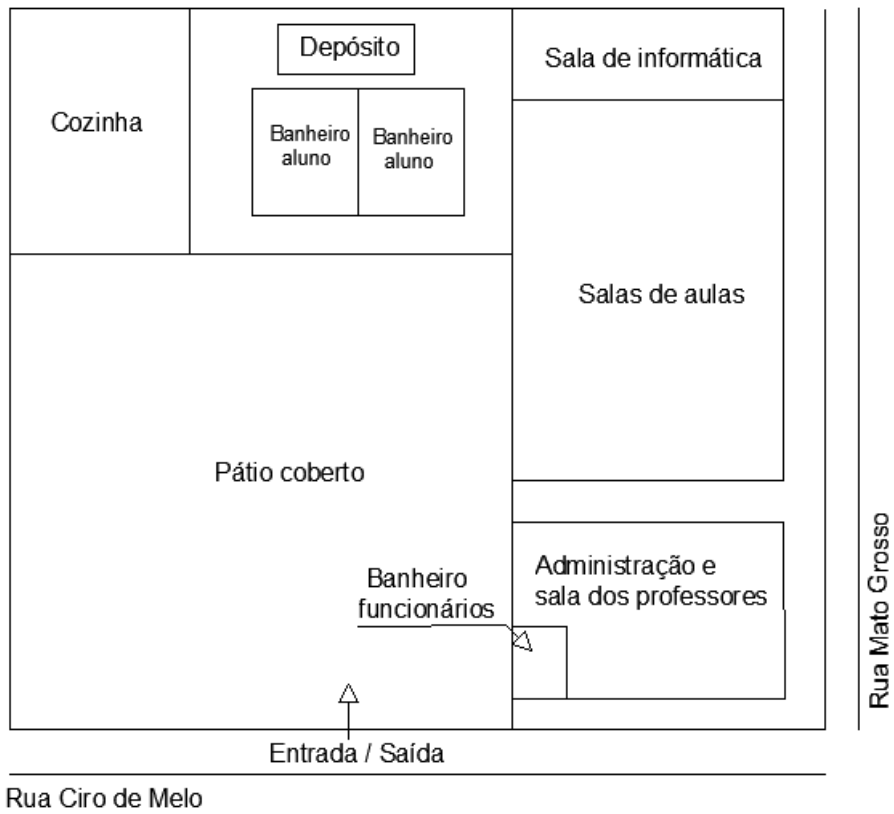 Depósito
Sala de informática
Cozinha
Banheiro
aluno
Banheiro
aluno
Salas de aulas
Pátio coberto
Banheiro
funcionários
Administração e
sala dos professores
Rua Mato Grosso
Entrada / Saída
Rua Ciro de Melo